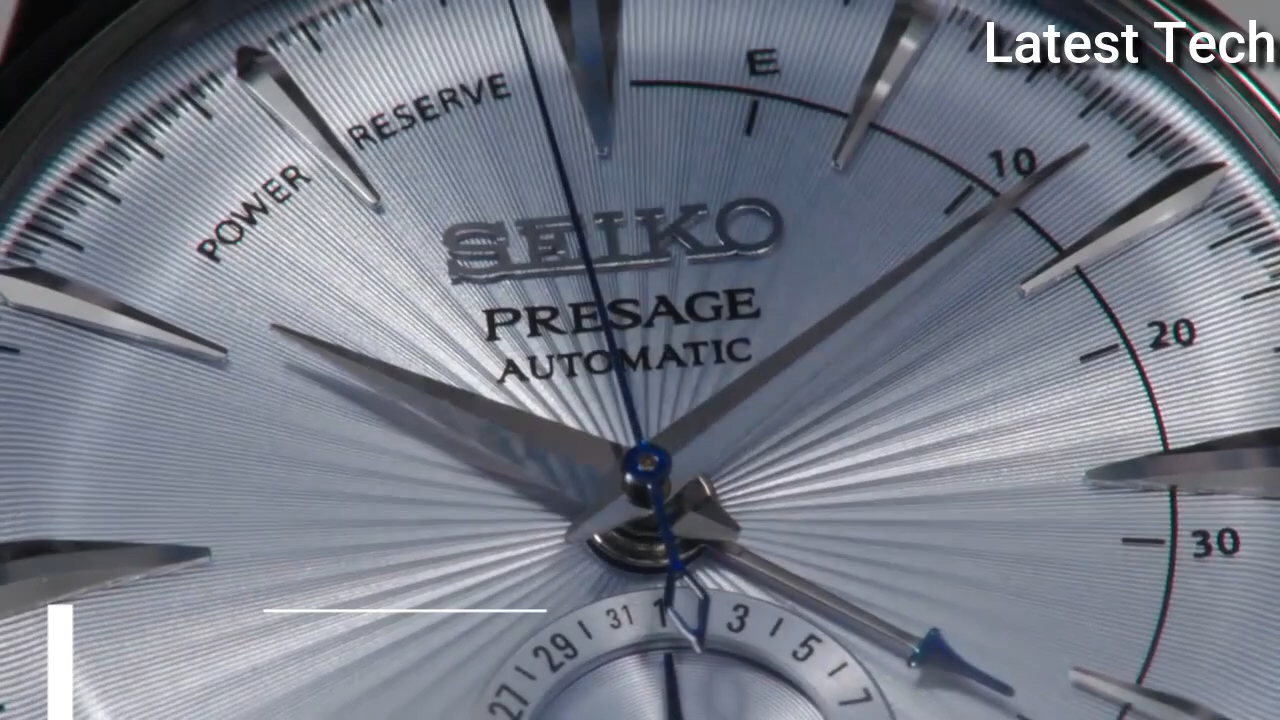 Latest Tech
POWER RESERVE
E
10
20
30
SEIKO
PRESAGE
AUTOMATIC
27 29 31 1 3 5 7